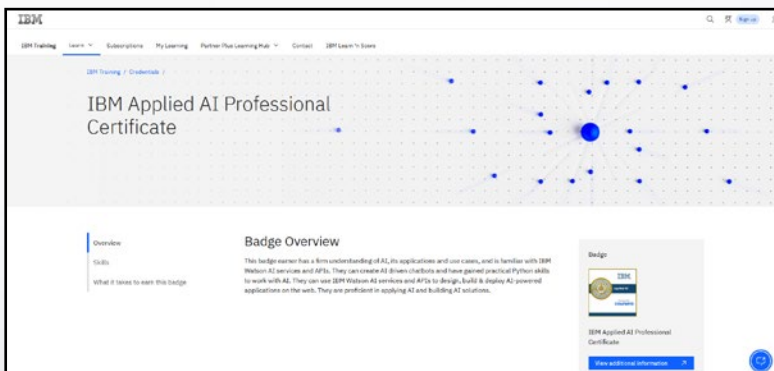 IBM
Sign up
IBM Training Learn Subscriptions My Learning Partner Plus Learning Hub Contact IBM Learn 'n Score
IBM Training / Credentials /
IBM Applied AI Professional
Certificate
Overview
Skills
What it takes to earn this badge
Badge Overview
This badge earner has a firm understanding of AI, its applications and use cases, and is familiar with IBM
Watson AI services and APIs. They can create AI driven chatbots and have gained practical Python skills
to work with AI. They can use IBM Watson AI services and APIs to design, build & deploy AI-powered
applications on the web. They are proficient in applying AI and building AI solutions.
Badge
IBM
IBM Applied AI Professional
Certificate
View additional information